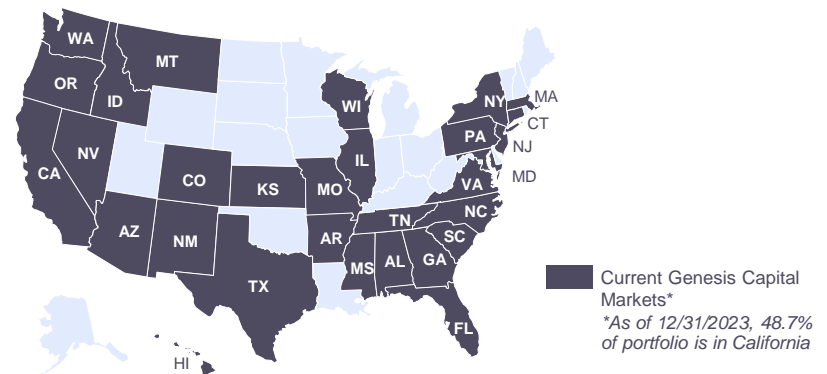 WA
MT
OR
ID
WI
NY
MA
CT
PA
NJ
NV
IL
MD
CA
CO
KS
MO
VA
NC
TN
AZ
NM
AR
SC
MS
AL
GA
TX
FL
HI
Current Genesis Capital
Markets*
*As of 12/31/2023, 48.7%
of portfolio is in California